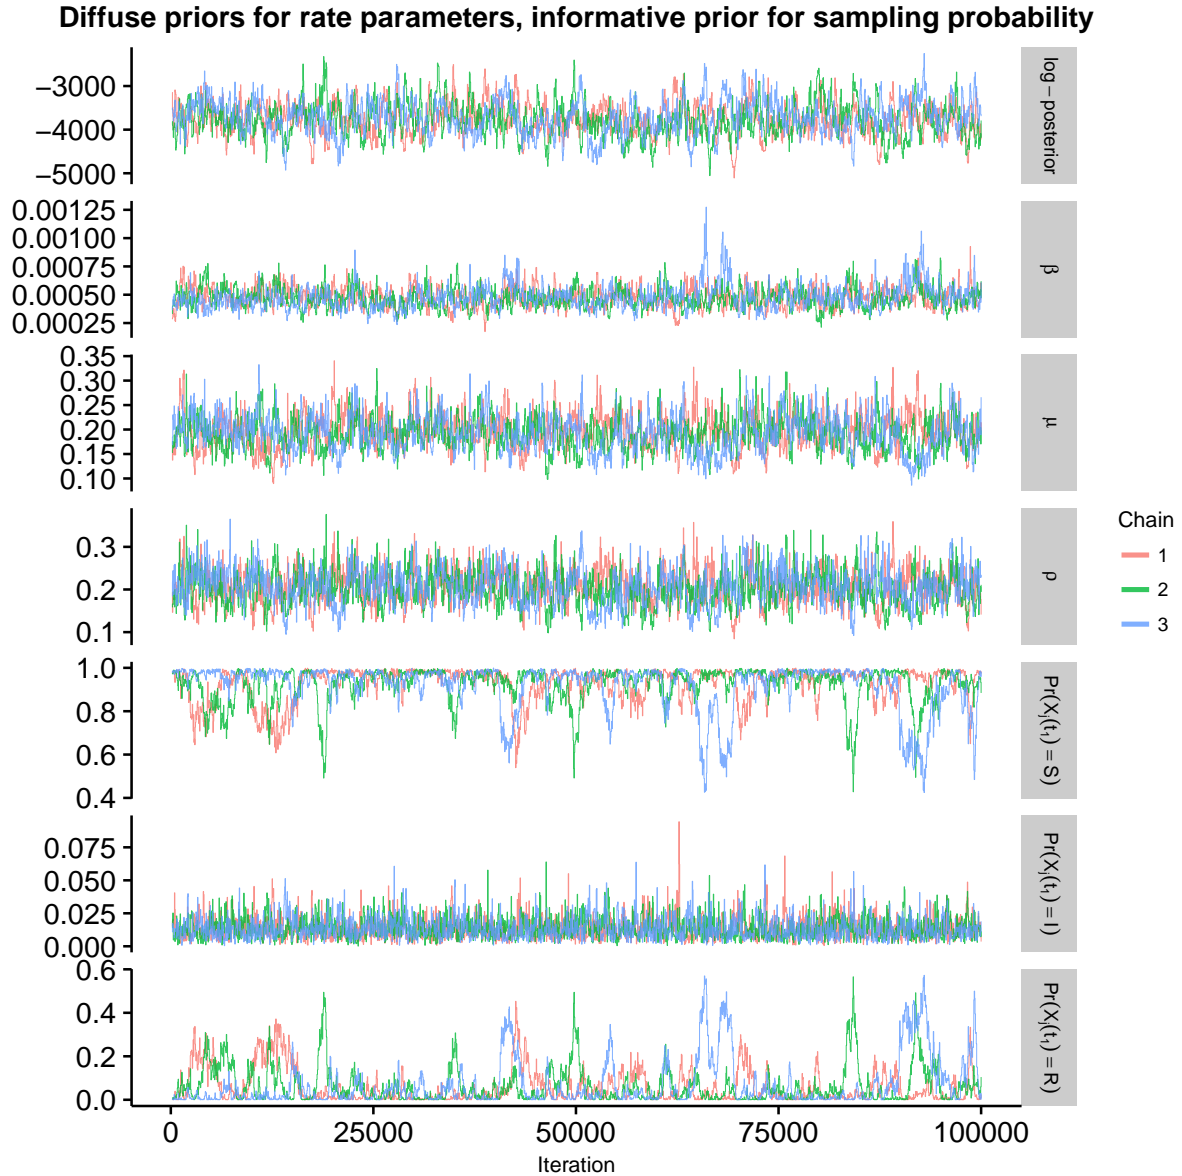 Diffuse priors for rate parameters, informative prior for sampling probability
−3000
−4000
−5000
log−posterior
0.00125
0.00100
0.00075
0.00050
0.00025
β
0.35
0.30
0.25
0.20
0.15
0.10
μ
0.3
0.2
0.1
ρ
1.0
0.8
0.6
0.4
Pr(Xj(t1) = S)
0.075
0.050
0.025
0.000
Pr(Xj(t1) = I)
0.6
0.4
0.2
0.0
Pr(Xj(t1) = R)
Chain
1
2
3
0 25000 50000 75000 100000
Iteration